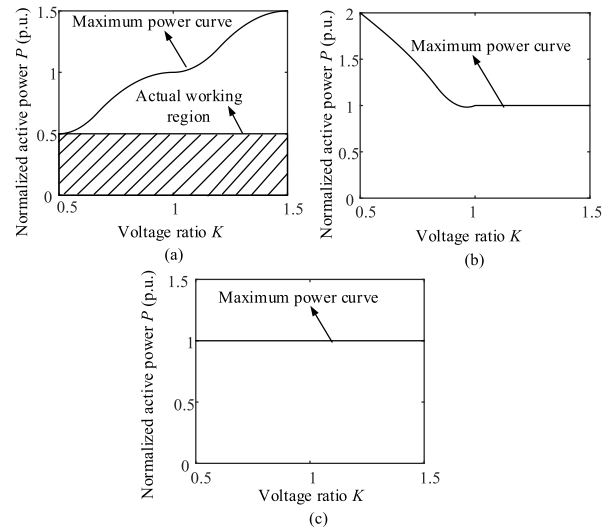 Normalized active power P (p.u.)
1.5
1
0.5
0
Maximum power curve
Actual working
region
0.5
1
1.5
Voltage ratio K
(a)
Normalized active power P (p.u.)
2
1.5
1
0.5
0
Maximum power curve
0.5
1
1.5
Voltage ratio K
(b)
Normalized active power P (p.u.)
1.5
1
0.5
0
Maximum power curve
0.5
1
1.5
Voltage ratio K
(c)